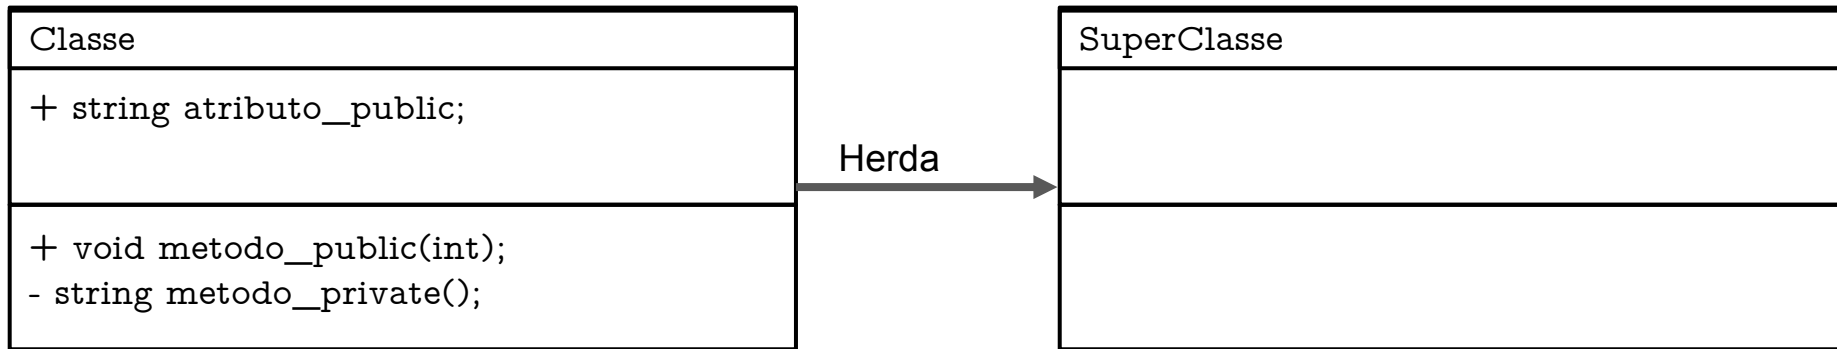 Classe
+ string atributo_public;
+ void metodo_public(int);
- string metodo_private();
Herda
SuperClasse